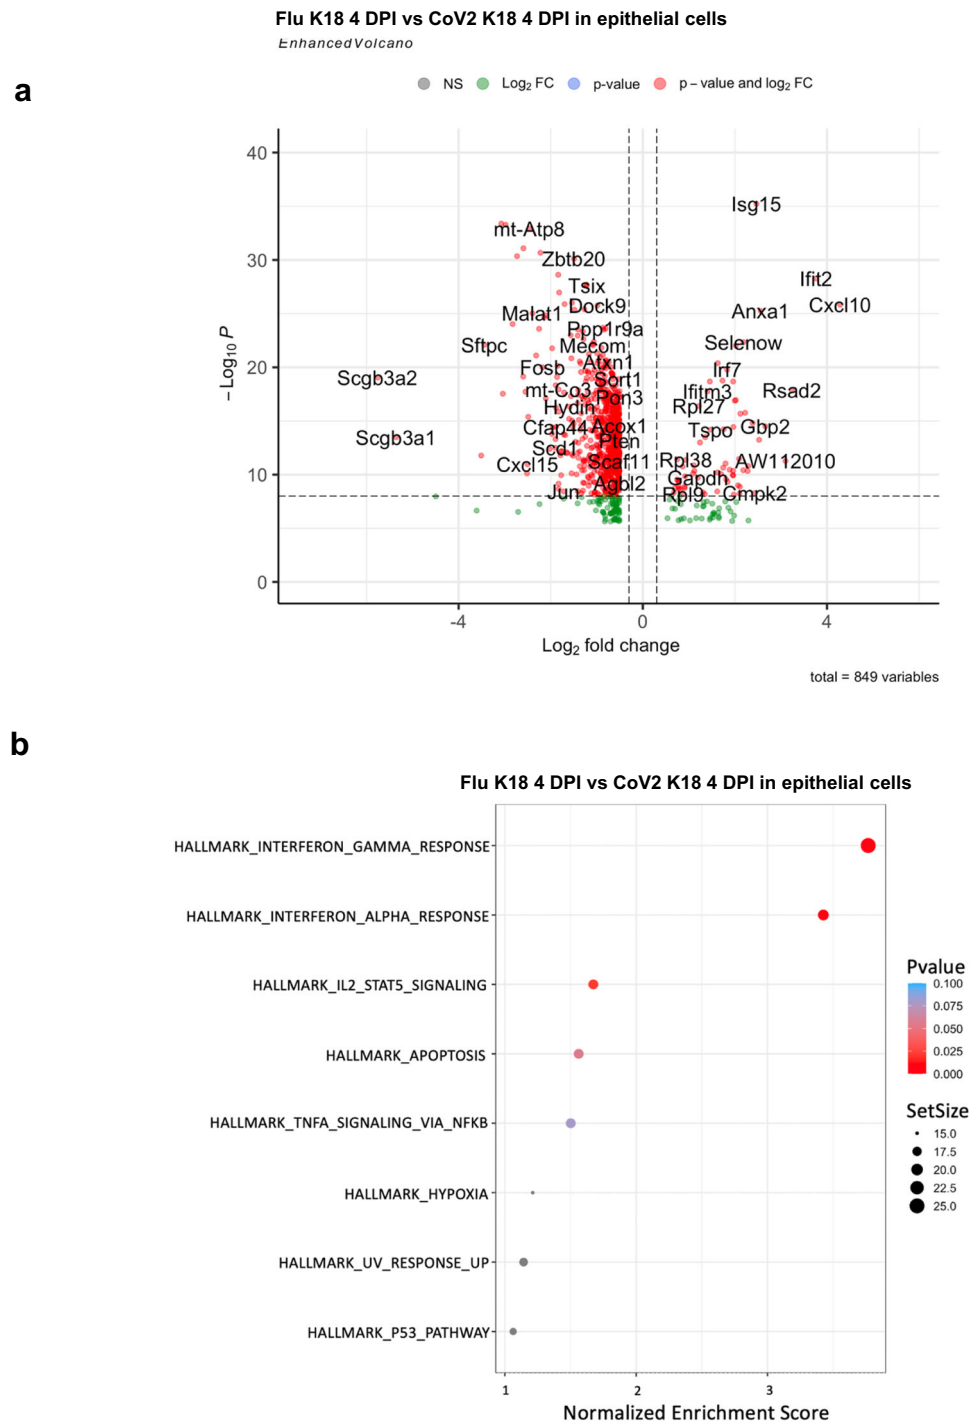 Flu K18 4 DPI vs CoV2 K18 4 DPI in epithelial cells
EnhancedVolcano
a
NS Log2 FC p-value p – value and log2 FC
40
30
20
10
0
–Log10 P
Isg15
mt-Atp8
Zbtb20
Ifit2
Tsix
Dock9
Cxcl10
Malat1
Anxa1
Ppp1r9a
Sftpc
Mecom
Selenow
Atxn1
Fosb
Irf7
Scgb3a2
Sort1
mt-Co3
Ifitm3
Rsad2
Pon3
Hydin
Rpl27
Cfap44
Acox1
Tspo
Gbp2
Scgb3a1
Pten
Scd1
Cxcl15
Scaf11
Rpl38
AW112010
Gapdh
Agbl2
Jun
Rpl9
Cmpk2
-4 0 4
Log2 fold change
total = 849 variables
b
Flu K18 4 DPI vs CoV2 K18 4 DPI in epithelial cells
HALLMARK_INTERFERON_GAMMA_RESPONSE
HALLMARK_INTERFERON_ALPHA_RESPONSE
HALLMARK_IL2_STAT5_SIGNALING
HALLMARK_APOPTOSIS
HALLMARK_TNFA_SIGNALING_VIA_NFKB
HALLMARK_HYPOXIA
HALLMARK_UV_RESPONSE_UP
HALLMARK_P53_PATHWAY
1 2 3
Normalized Enrichment Score
Pvalue
0.100
0.075
0.050
0.025
0.000
SetSize
15.0
17.5
20.0
22.5
25.0